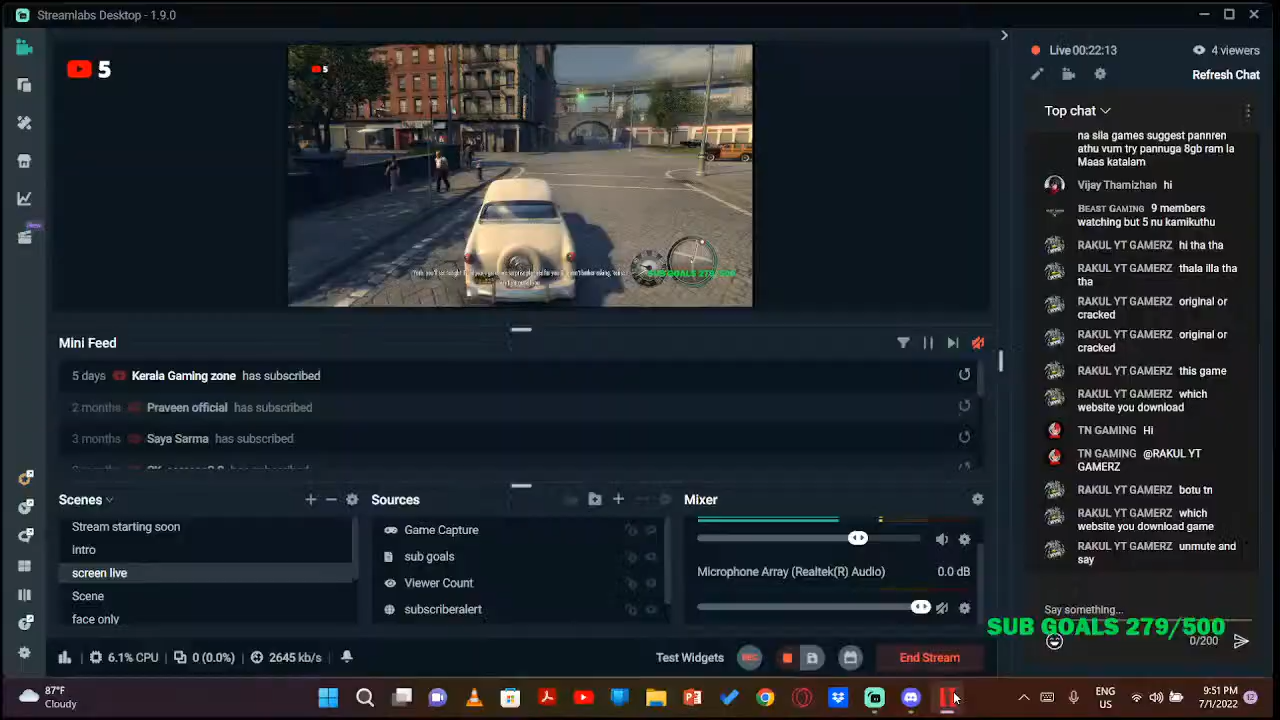 Streamlabs Desktop - 1.9.0
5
5
SUB GOALS 279/500
Live 00:22:13
4 viewers
Refresh Chat
Top chat
na sila games suggest pannren
athu vum try pannuga 8gb ram la
Maas katalam
Vijay Thamizhan hi
BEAST GAMING 9 members
watching but 5 nu kamikuthu
RAKUL YT GAMERZ hi tha tha
RAKUL YT GAMERZ thala illa tha
tha
RAKUL YT GAMERZ original or
cracked
RAKUL YT GAMERZ original or
cracked
RAKUL YT GAMERZ this game
RAKUL YT GAMERZ which
website you download
TN GAMING Hi
TN GAMING @RAKUL YT
GAMERZ
RAKUL YT GAMERZ botu tn
RAKUL YT GAMERZ which
website you download game
RAKUL YT GAMERZ unmute and
say
Say something...
SUB GOALS 279/500
0/200
Mini Feed
5 days Kerala Gaming zone has subscribed
2 months Praveen official has subscribed
3 months Saya Sarma has subscribed
Scenes
Stream starting soon
intro
screen live
Scene
face only
Sources
Game Capture
sub goals
Viewer Count
subscriberalert
Mixer
Microphone Array (Realtek(R) Audio) 0.0 dB
6.1% CPU 0 (0.0%) 2645 kb/s
Test Widgets
REC
End Stream
87°F
Cloudy
ENG
US
9:51 PM
7/1/2022
12